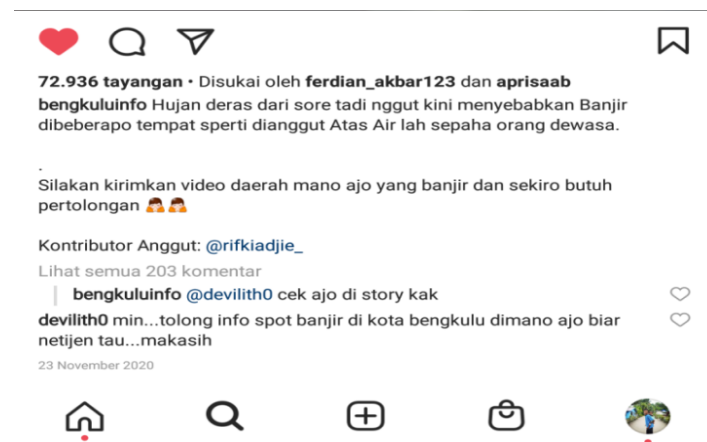 72.936 tayangan • Disukai oleh ferdian_akbar123 dan aprisaab
bengkuluinfo Hujan deras dari sore tadi nggut kini menyebabkan Banjir
dibeberapo tempat sperti dianggut Atas Air lah sepaha orang dewasa.
.
Silakan kirimkan video daerah mano ajo yang banjir dan sekiro butuh
pertolongan 🙇🙇
Kontributor Anggut: @rifkiadjie_
Lihat semua 203 komentar
bengkuluinfo @devilith0 cek ajo di story kak
devilith0 min...tolong info spot banjir di kota bengkulu dimano ajo biar
netijen tau...makasih
23 November 2020